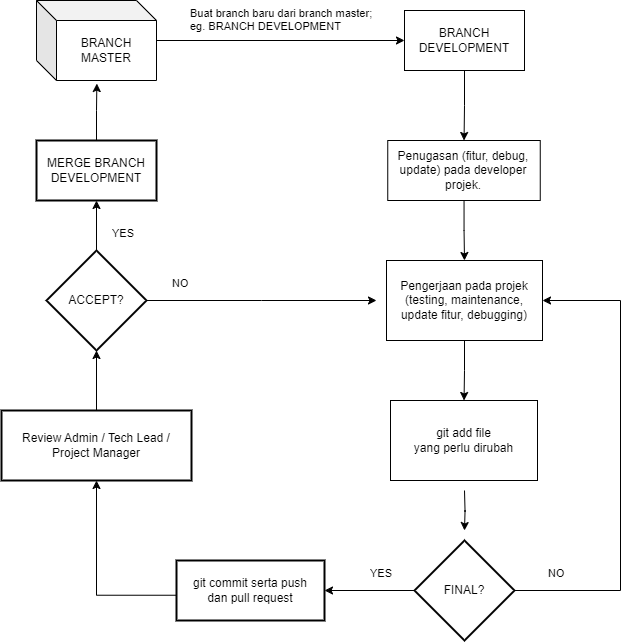 BRANCH
MASTER
Buat branch baru dari branch master;
eg. BRANCH DEVELOPMENT
BRANCH
DEVELOPMENT
Penugasan (fitur, debug,
update) pada developer
projek.
Pengerjaan pada projek
(testing, maintenance,
update fitur, debugging)
git add file
yang perlu dirubah
FINAL?
NO
YES
git commit serta push
dan pull request
Review Admin / Tech Lead /
Project Manager
ACCEPT?
NO
YES
MERGE BRANCH
DEVELOPMENT